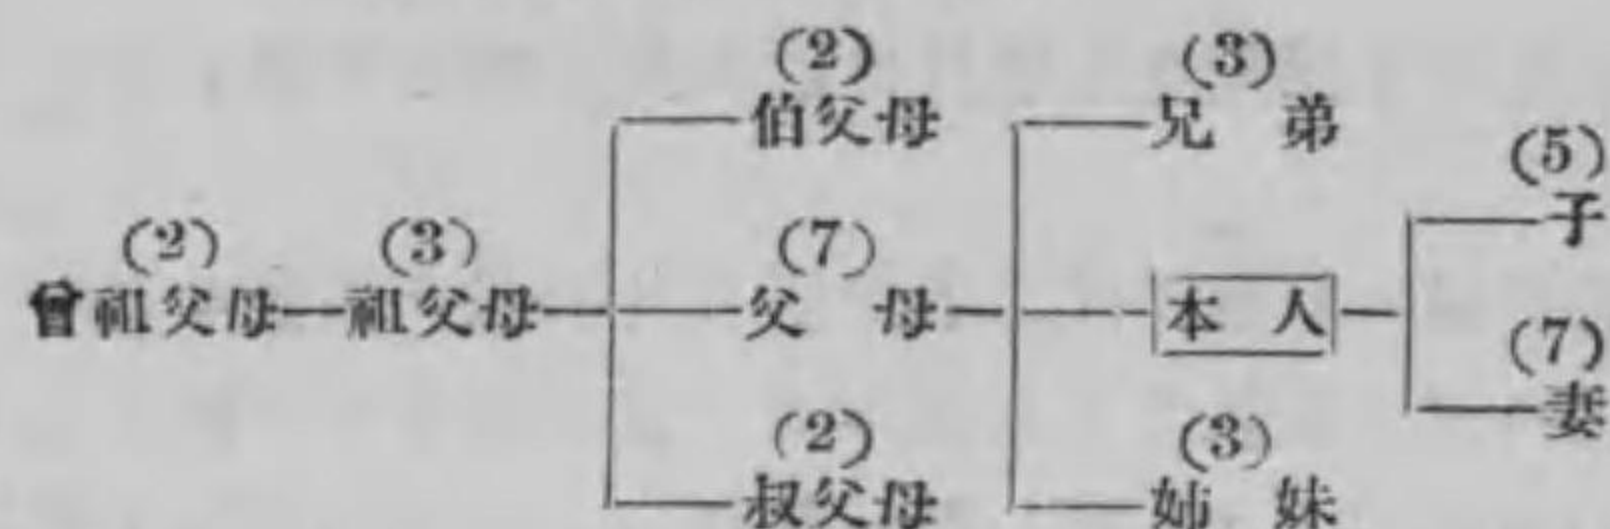 (2)
伯父母
(3)
兄弟
(5)
子
(2)
曾祖父母
(3)
祖父母
(7)
父母
本人
(7)
妻
(2)
叔父母
(3)
姉妹